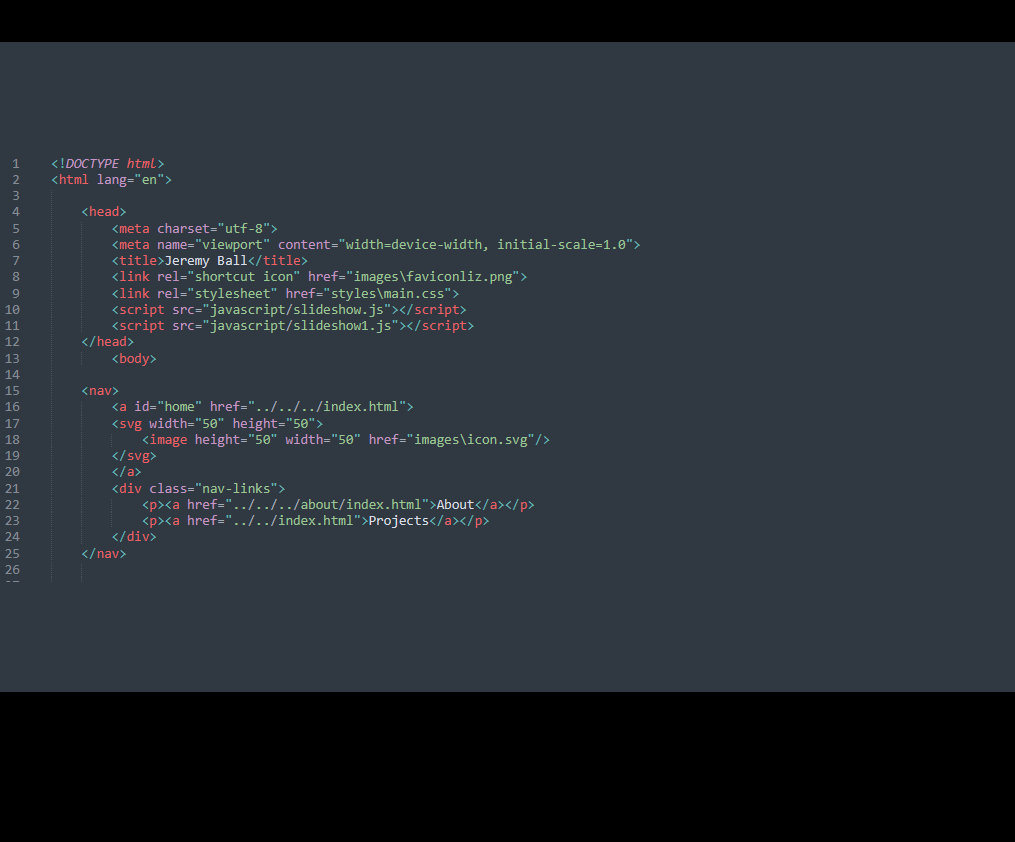 1 <!DOCTYPE html>
2 <html lang="en">
3
4 <head>
5 <meta charset="utf-8">
6 <meta name="viewport" content="width=device-width, initial-scale=1.0">
7 <title>Jeremy Ball</title>
8 <link rel="shortcut icon" href="images\faviconliz.png">
9 <link rel="stylesheet" href="styles\main.css">
10 <script src="javascript/slideshow.js"></script>
11 <script src="javascript/slideshow1.js"></script>
12 </head>
13 <body>
14
15 <nav>
16 <a id="home" href="../../../index.html">
17 <svg width="50" height="50">
18 <image height="50" width="50" href="images\icon.svg"/>
19 </svg>
20 </a>
21 <div class="nav-links">
22 <p><a href="../../../about/index.html">About</a></p>
23 <p><a href="../../index.html">Projects</a></p>
24 </div>
25 </nav>
26